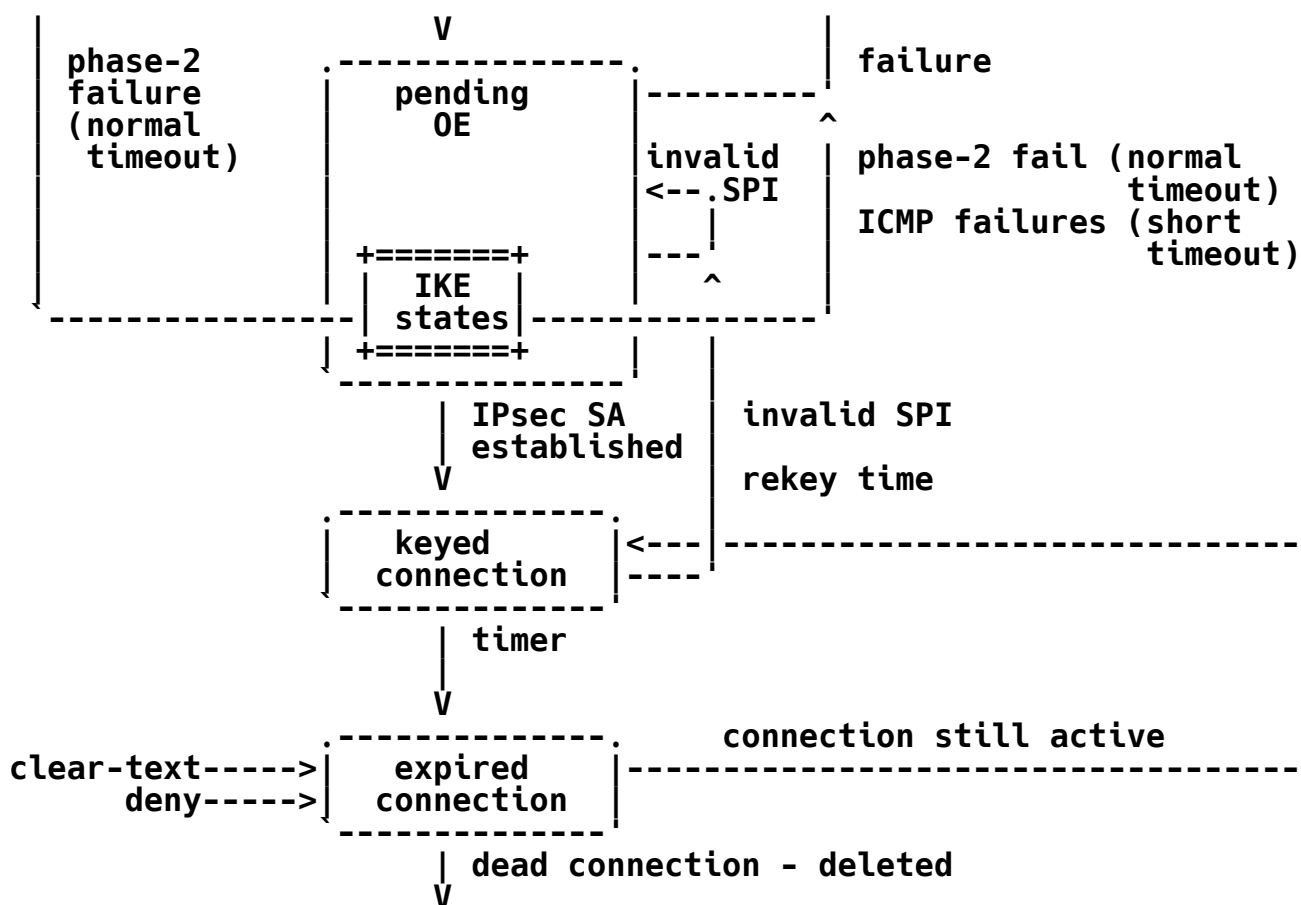 V
phase-2 failure
failure pending
(normal OE
timeout) invalid phase-2 fail (normal
SPI timeout)
ICMP failures (short
timeout)
IKE
states
IPsec SA invalid SPI
established
V rekey time
keyed
connection
timer
V
connection still active
clear-text expired
deny connection
dead connection - deleted
V